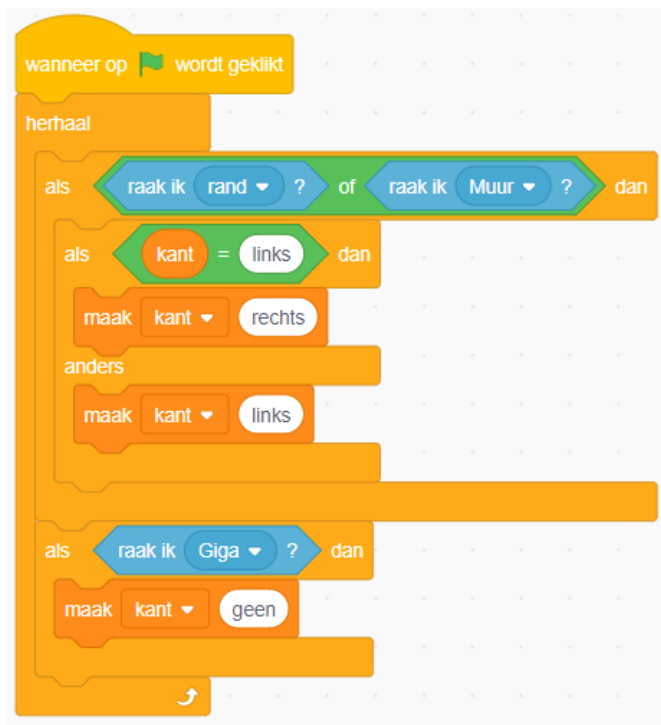 wanneer op wordt geklikt
herhaal
als raak ik rand ? of raak ik Muur ? dan
als kant = links dan
maak kant rechts
anders
maak kant links
als raak ik Giga ? dan
maak kant geen